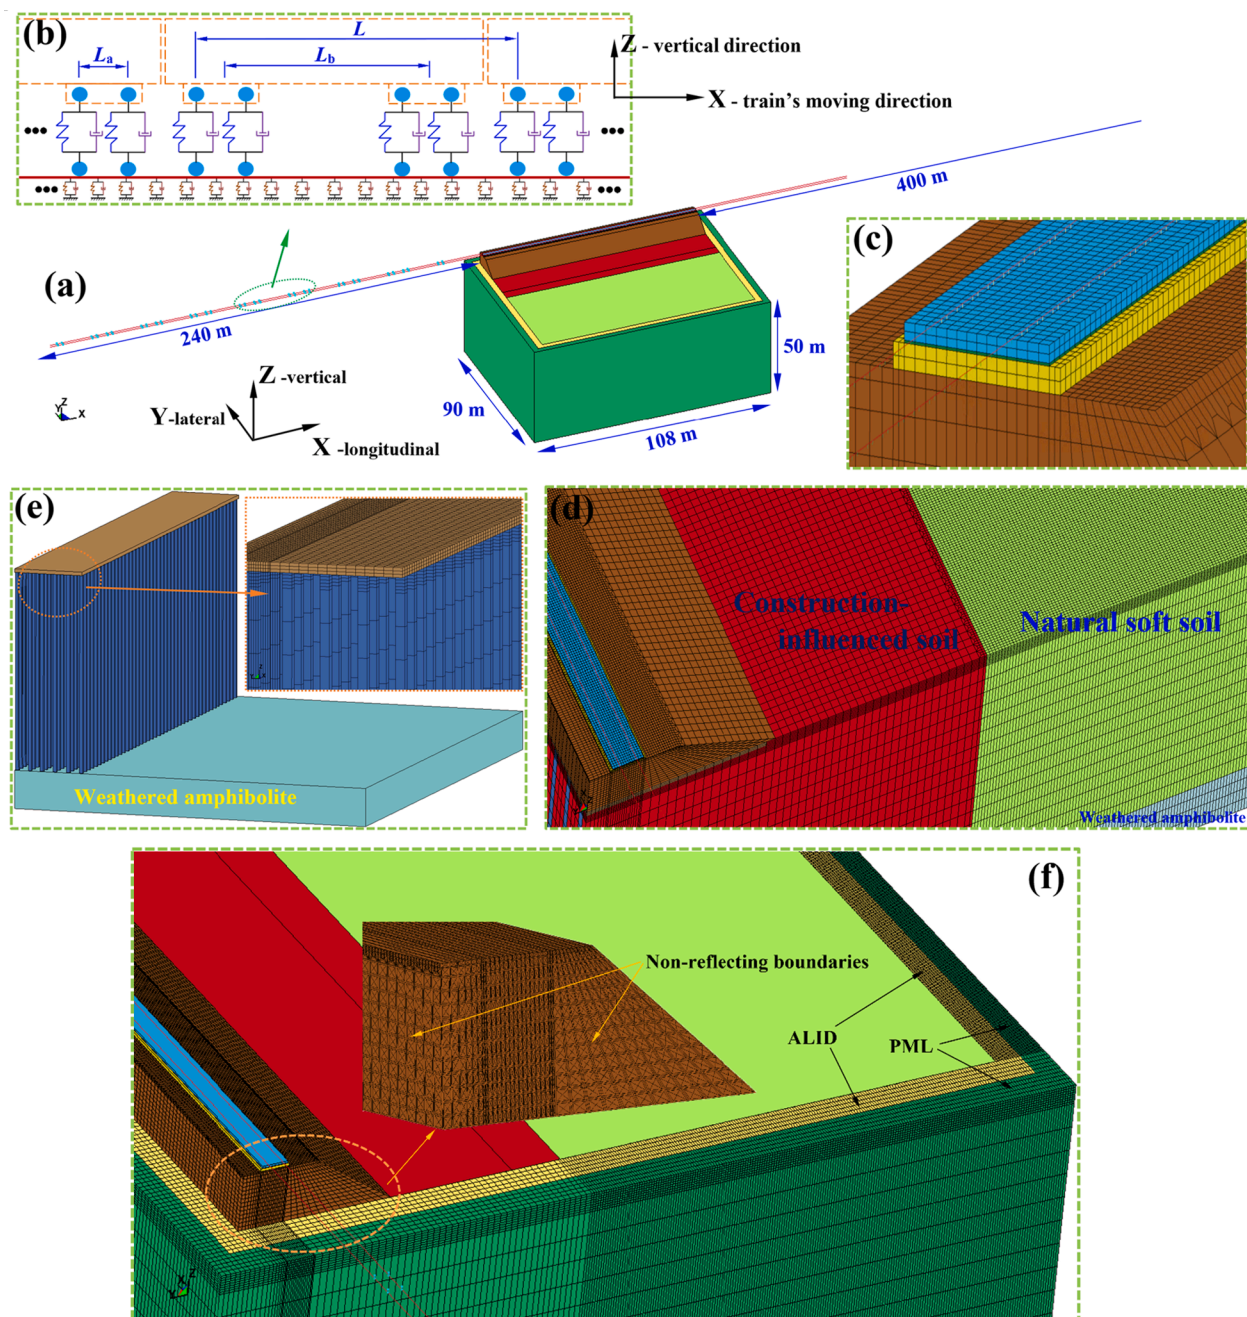 (b)
L
La
Lb
Z - vertical direction
X - train's moving direction
400 m
(a)
240 m
(c)
50 m
90 m
108 m
Z -vertical
Y-lateral
X -longitudinal
Z
Y
X
(e)
Weathered amphibolite
(d)
Construction-
influenced soil
Natural soft soil
Weathered amphibolite
(f)
Non-reflecting boundaries
ALID
PML